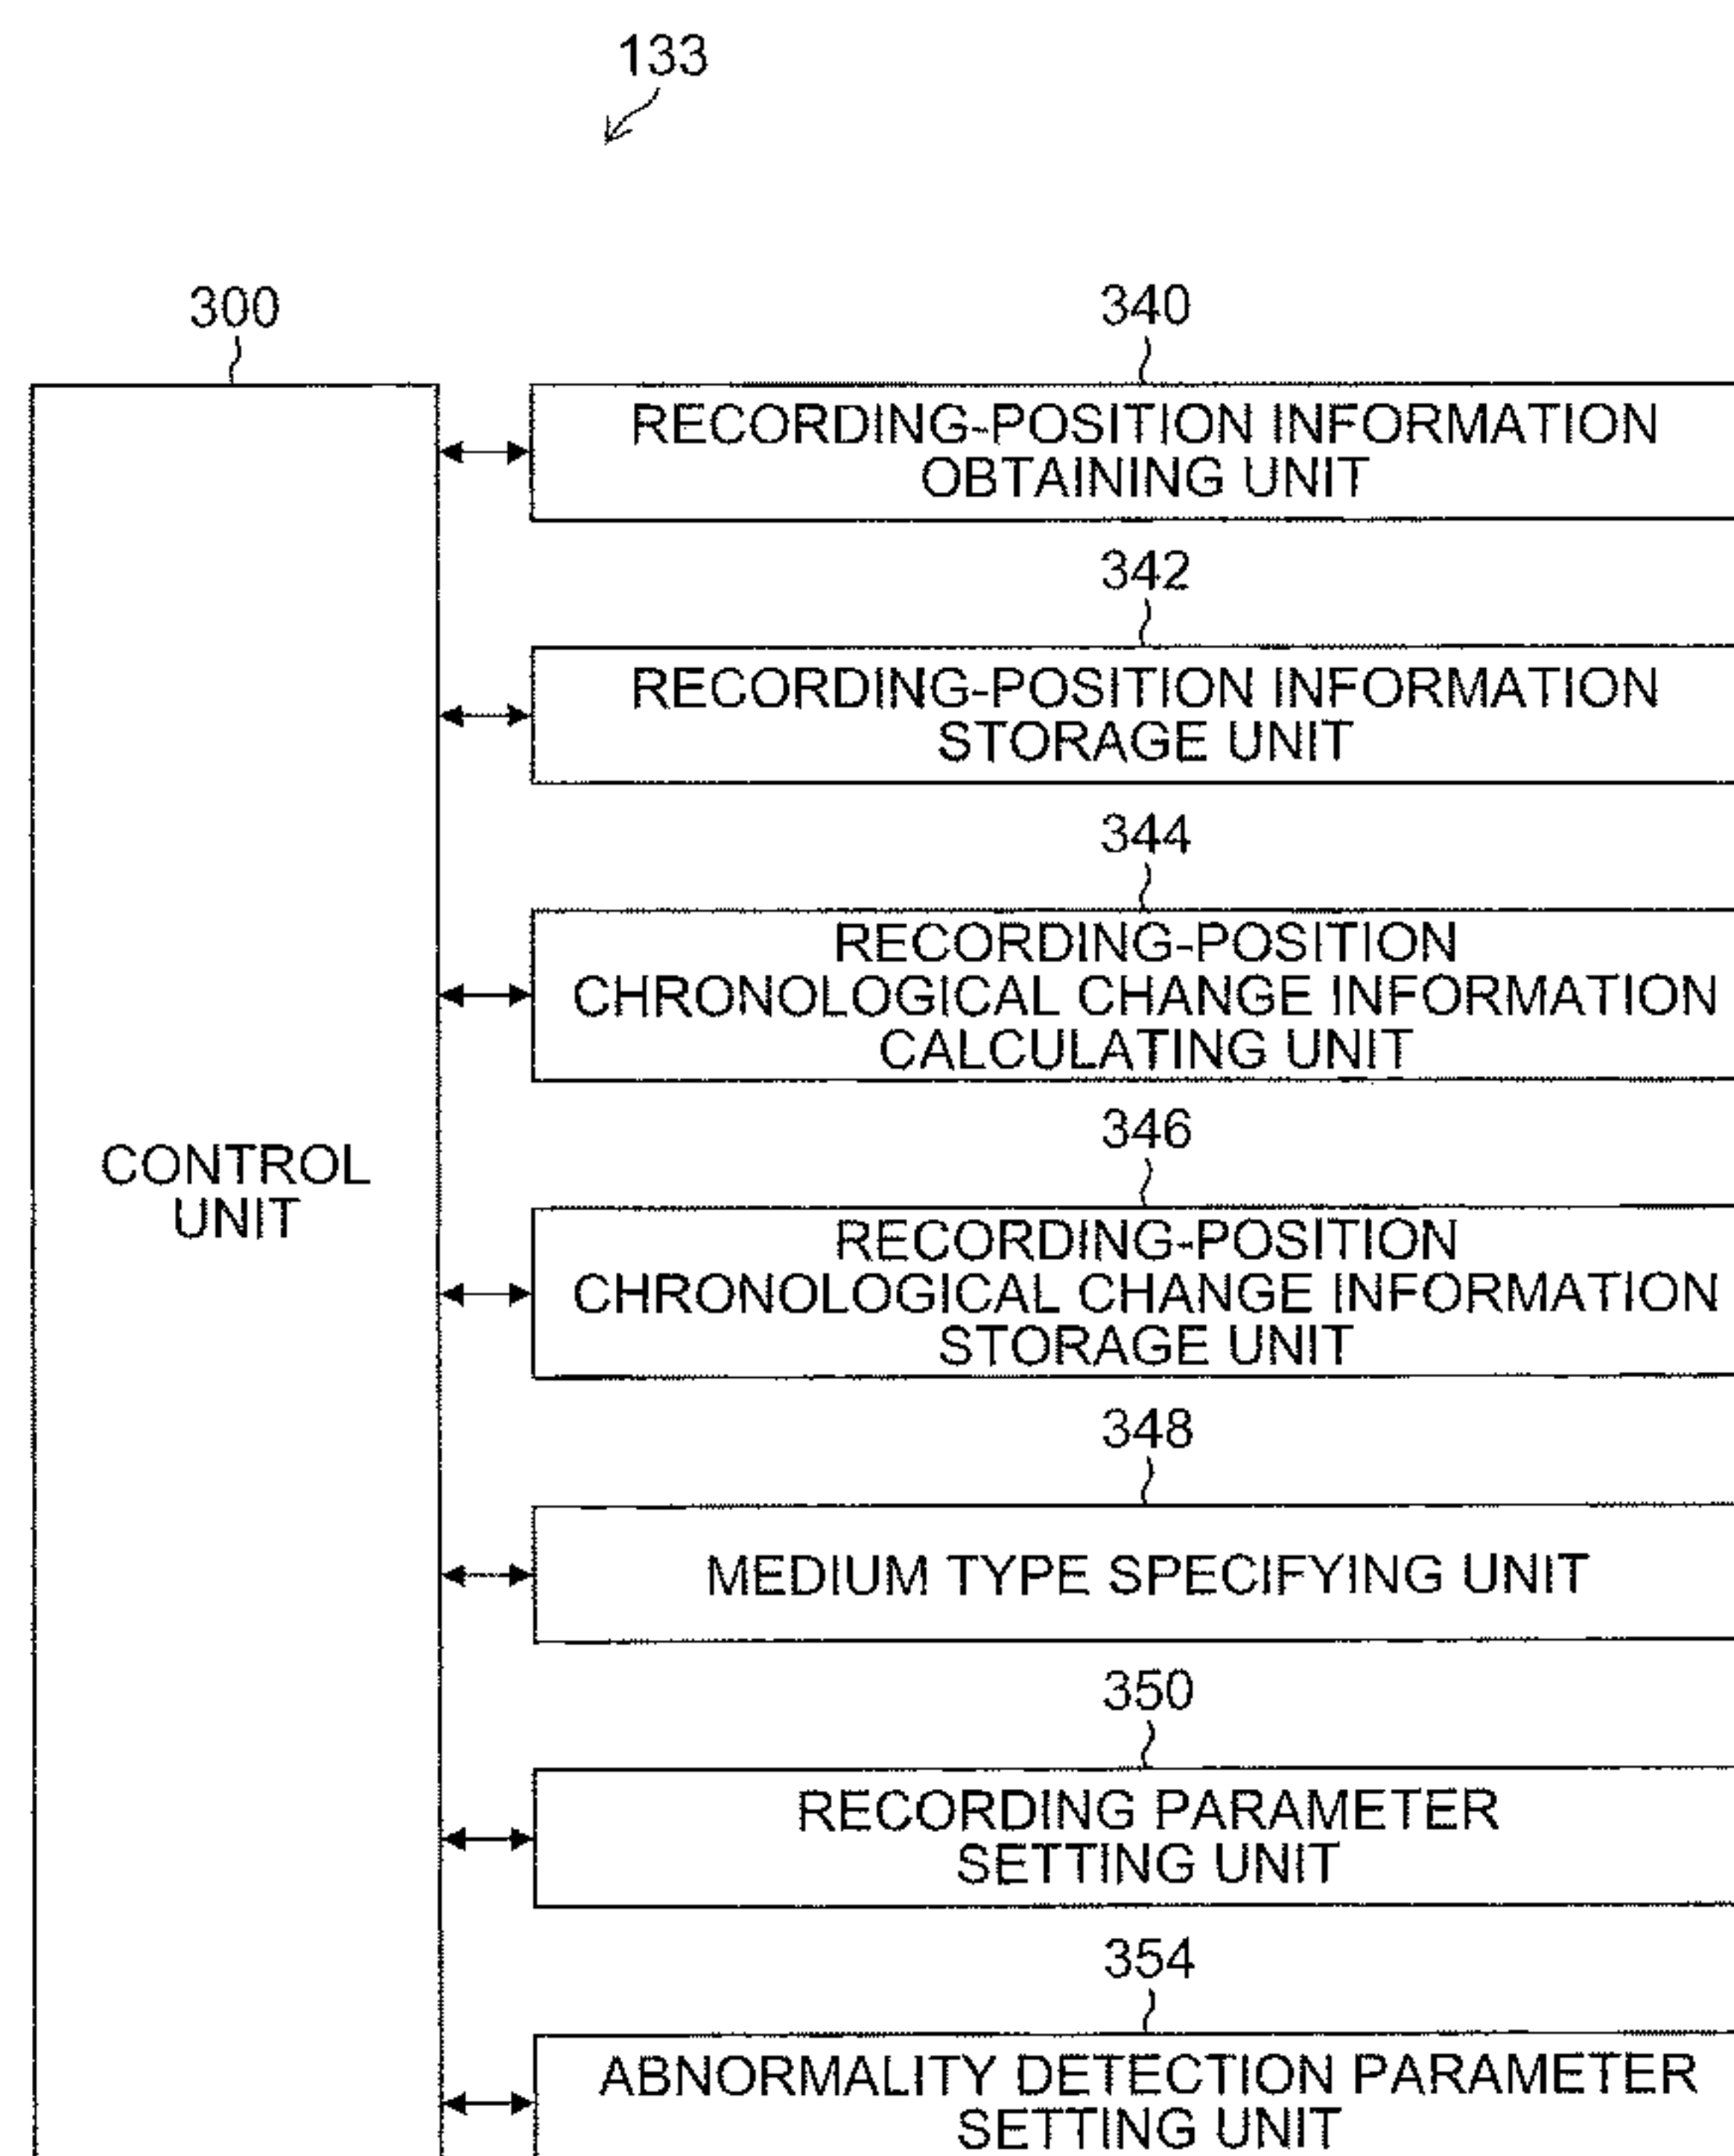 133
300
340
RECORDING-POSITION INFORMATION
OBTAINING UNIT
342
RECORDING-POSITION INFORMATION
STORAGE UNIT
344
RECORDING-POSITION
CHRONOLOGICAL CHANGE INFORMATION
CALCULATING UNIT
CONTROL
UNIT
346
RECORDING-POSITION
CHRONOLOGICAL CHANGE INFORMATION
STORAGE UNIT
348
MEDIUM TYPE SPECIFYING UNIT
350
RECORDING PARAMETER
SETTING UNIT
354
ABNORMALITY DETECTION PARAMETER
SETTING UNIT